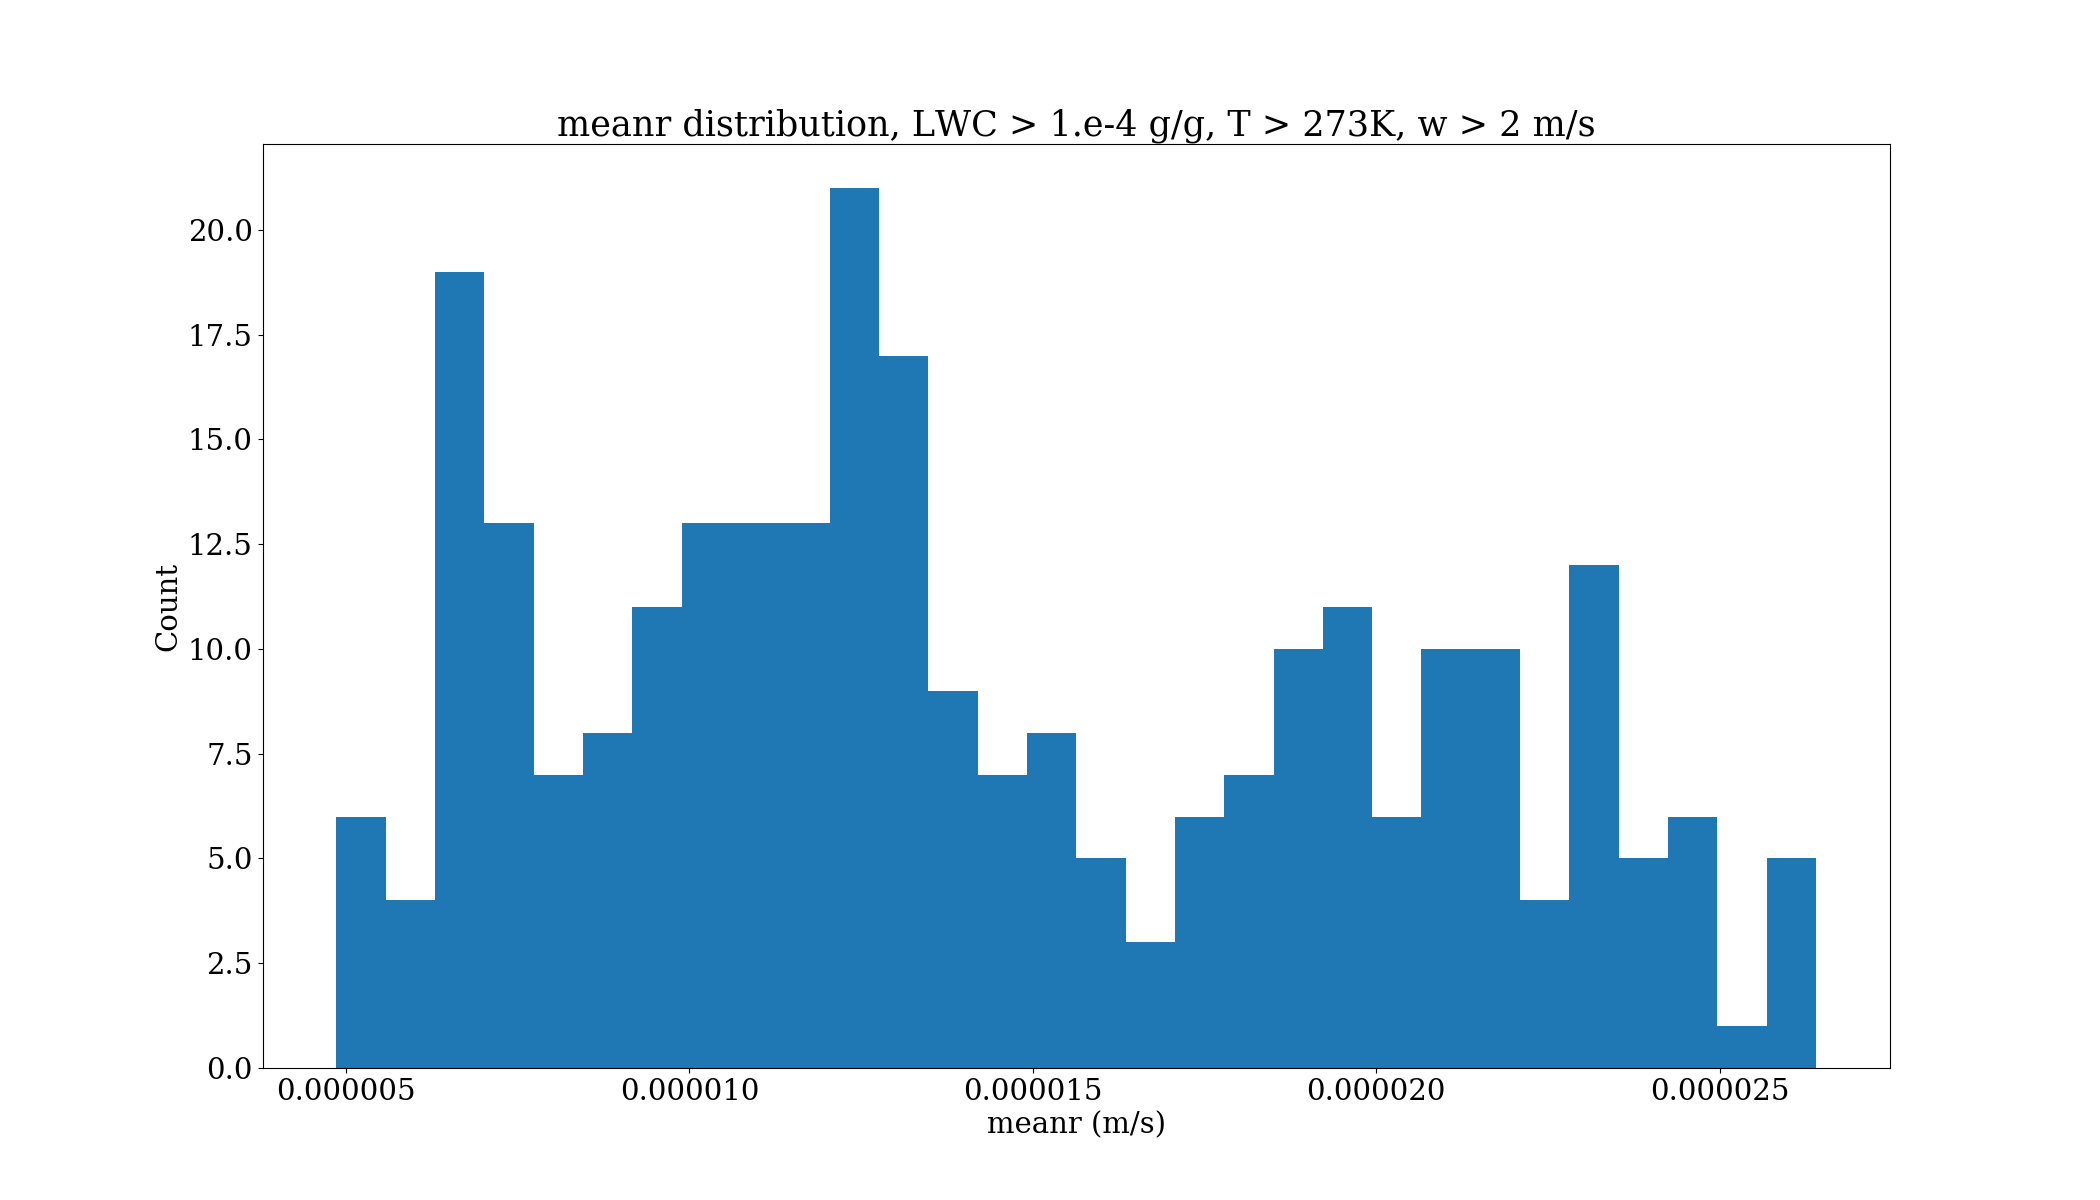 meanr distribution, LWC > 1.e-4 g/g, T > 273K, w > 2 m/s
20.0
17.5
15.0
12.5
10.0
7.5
5.0
2.5
0.0
Count
0.000005 0.000010 0.000015 0.000020 0.000025
meanr (m/s)